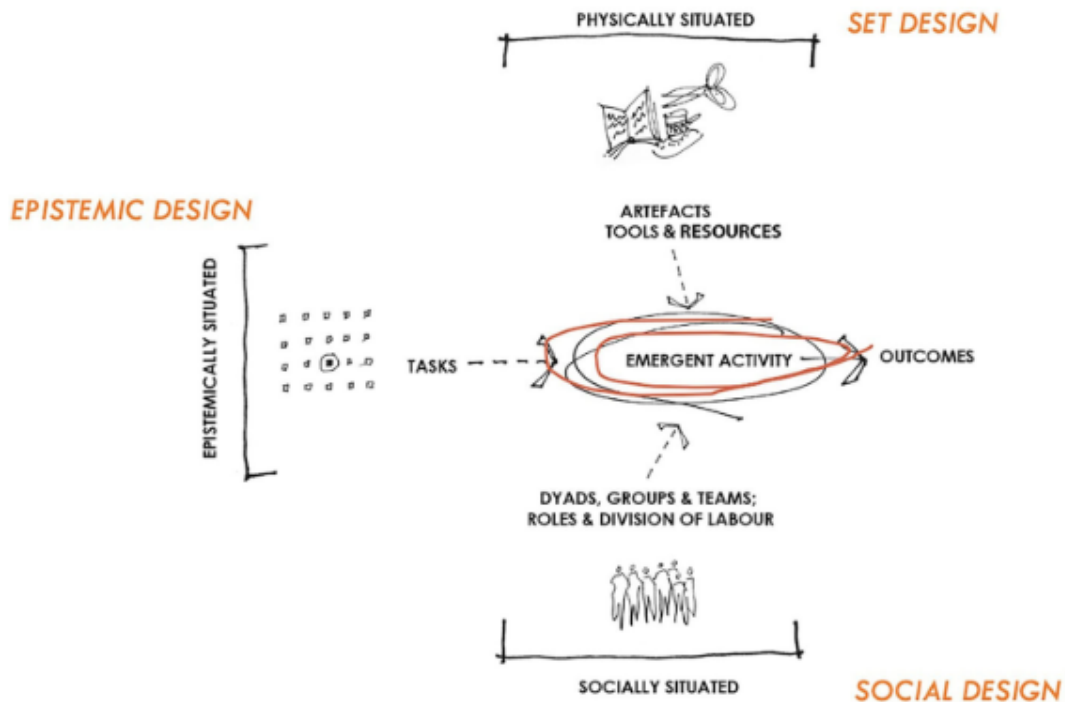 PHYSICALLY SITUATED
SET DESIGN
ARTEFACTS
TOOLS & RESOURCES
EPISTEMIC DESIGN
EPISTEMICALLY SITUATED
TASKS
EMERGENT ACTIVITY
OUTCOMES
DYADS, GROUPS & TEAMS;
ROLES & DIVISION OF LABOUR
SOCIALLY SITUATED
SOCIAL DESIGN